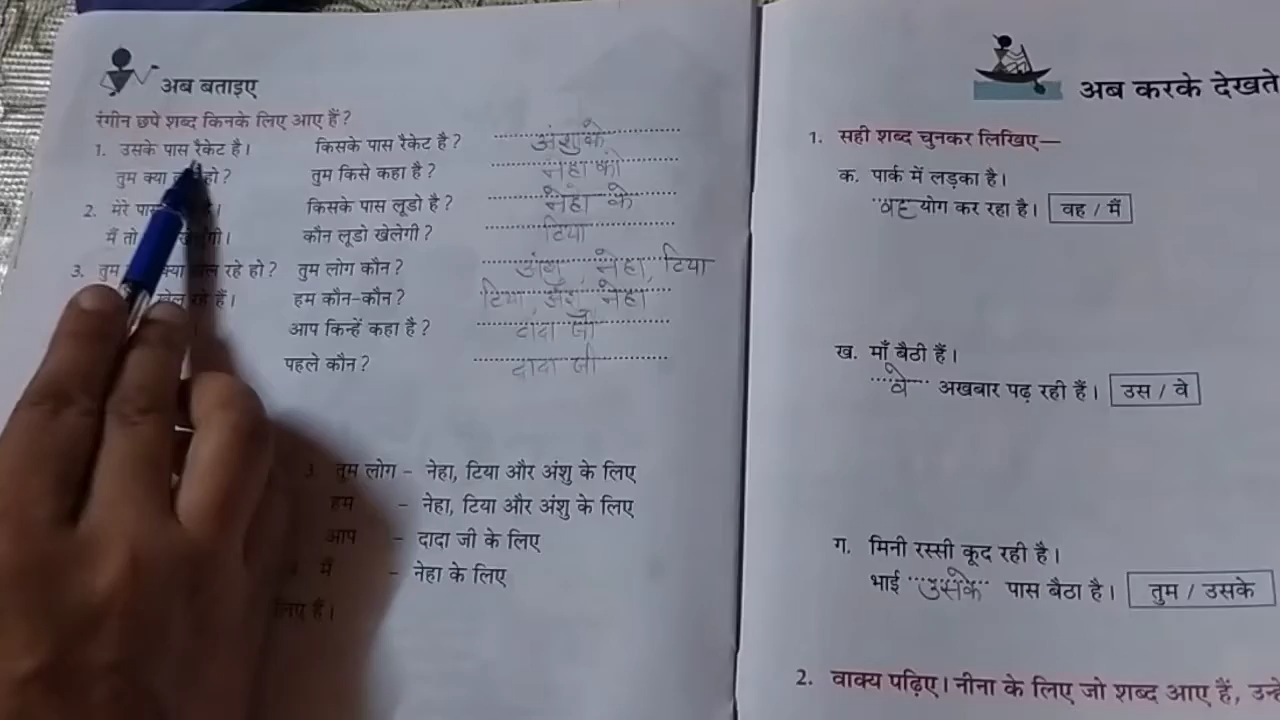 अब बताइए
रंगीन छपे शब्द किनके लिए आए हैं?
1. उसके पास रैकेट है। किसके पास रैकेट है? अंशु के
तुम क्या हो? तुम किसे कहा है? नेहा को
2. मेरे किसके पास लूडो है? नेहा के
मैं तो कौन लूडो खेलेगी? टिया
3. तुम क्या रहे हो? तुम लोग कौन? अंशु, नेहा, टिया
हैं। हम कौन-कौन? टिया, अंशु, नेहा
आप किन्हें कहा है? दादा जी
पहले कौन? दादा जी
3. तुम लोग - नेहा, टिया और अंशु के लिए
हम - नेहा, टिया और अंशु के लिए
आप - दादा जी के लिए
मैं - नेहा के लिए
लिए हैं।
अब करके देखते
1. सही शब्द चुनकर लिखिए—
क. पार्क में लड़का है।
वह योग कर रहा है। वह / मैं
ख. माँ बैठी हैं।
वे अखबार पढ़ रही हैं। उस / वे
ग. मिनी रस्सी कूद रही है।
भाई उसके पास बैठा है। तुम / उसके
2. वाक्य पढ़िए। नीना के लिए जो शब्द आए हैं,